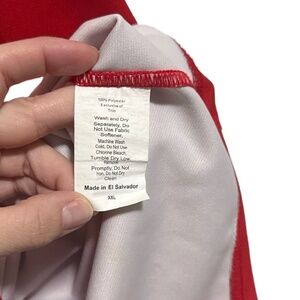 100% Polyester
Exclusive of
Trim
Wash and Dry
Separately, Do
Not Use Fabric
Softener,
Machine Wash
Cold, Do Not Use
Chlorine Beach,
Tumble Dry Low,
Remove
Promptly, Do Not
Iron, Do Not Dry
Clean
Made in El Salvador
XXL